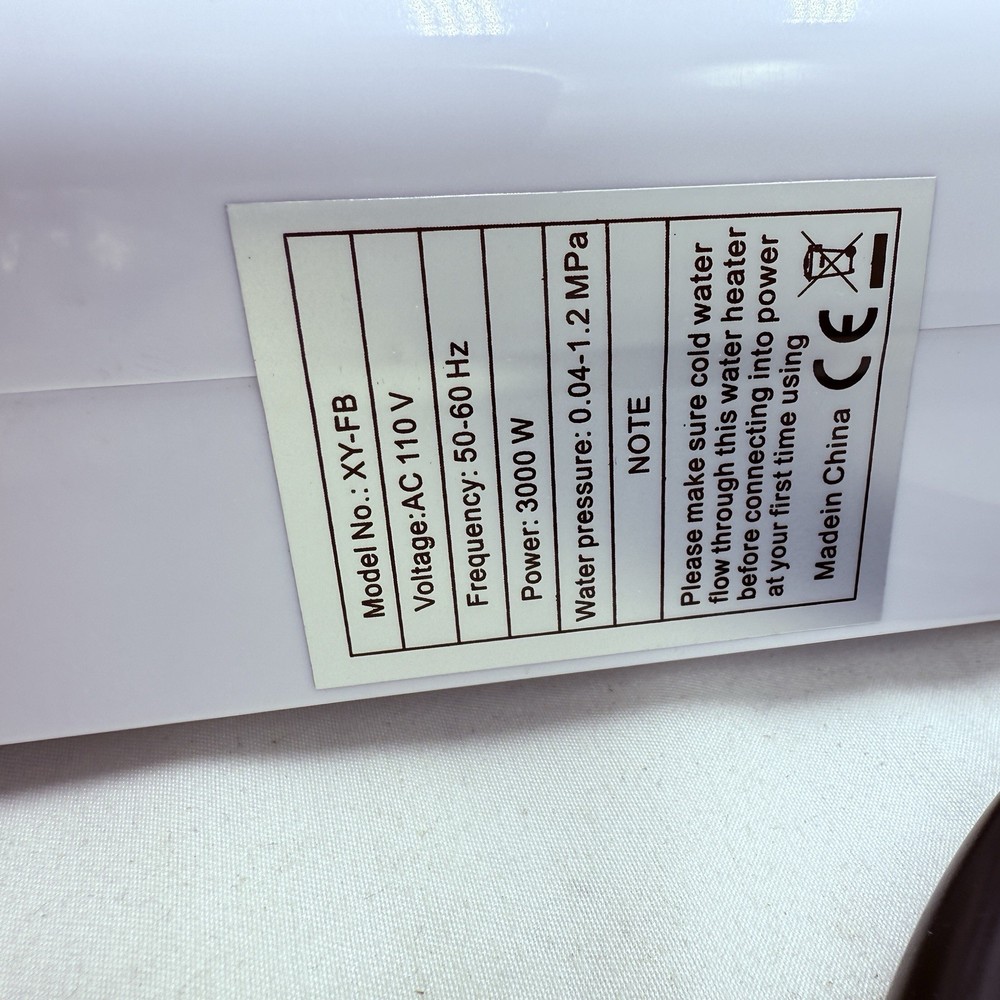 Model No.: XY-FB
Voltage:AC 110 V
Frequency: 50-60 Hz
Power: 3000 W
Water pressure: 0.04-1.2 MPa
NOTE
Please make sure cold water
flow through this water heater
before connecting into power
at your first time using
Madein China CE